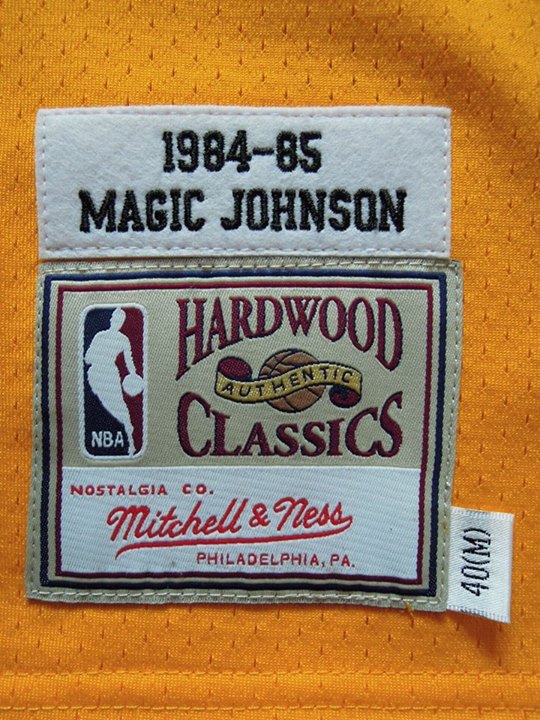 1984-85
MAGIC JOHNSON
HARDWOOD
AUTHENTIC
CLASSICS
NBA
NOSTALGIA CO.
Mitchell & Ness
PHILADELPHIA, PA.
40(M)